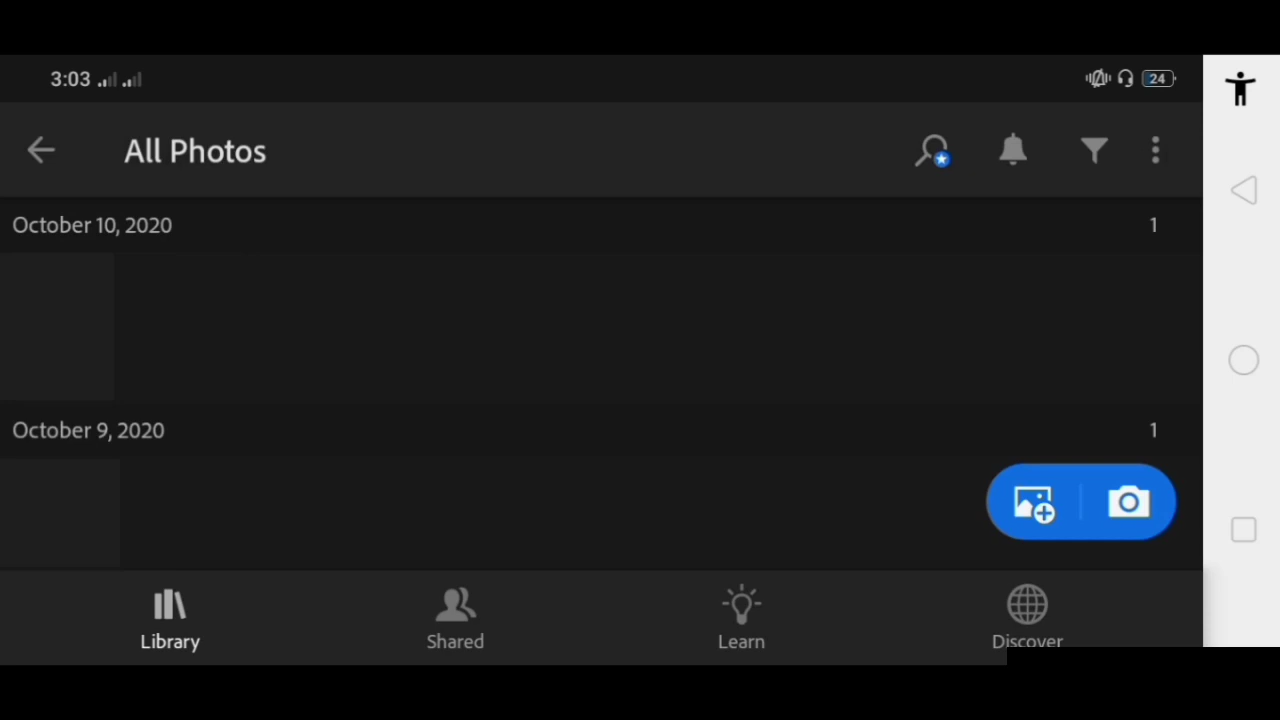 3:03
24
All Photos
October 10, 2020
1
October 9, 2020
1
Library
Shared
Learn
Discover